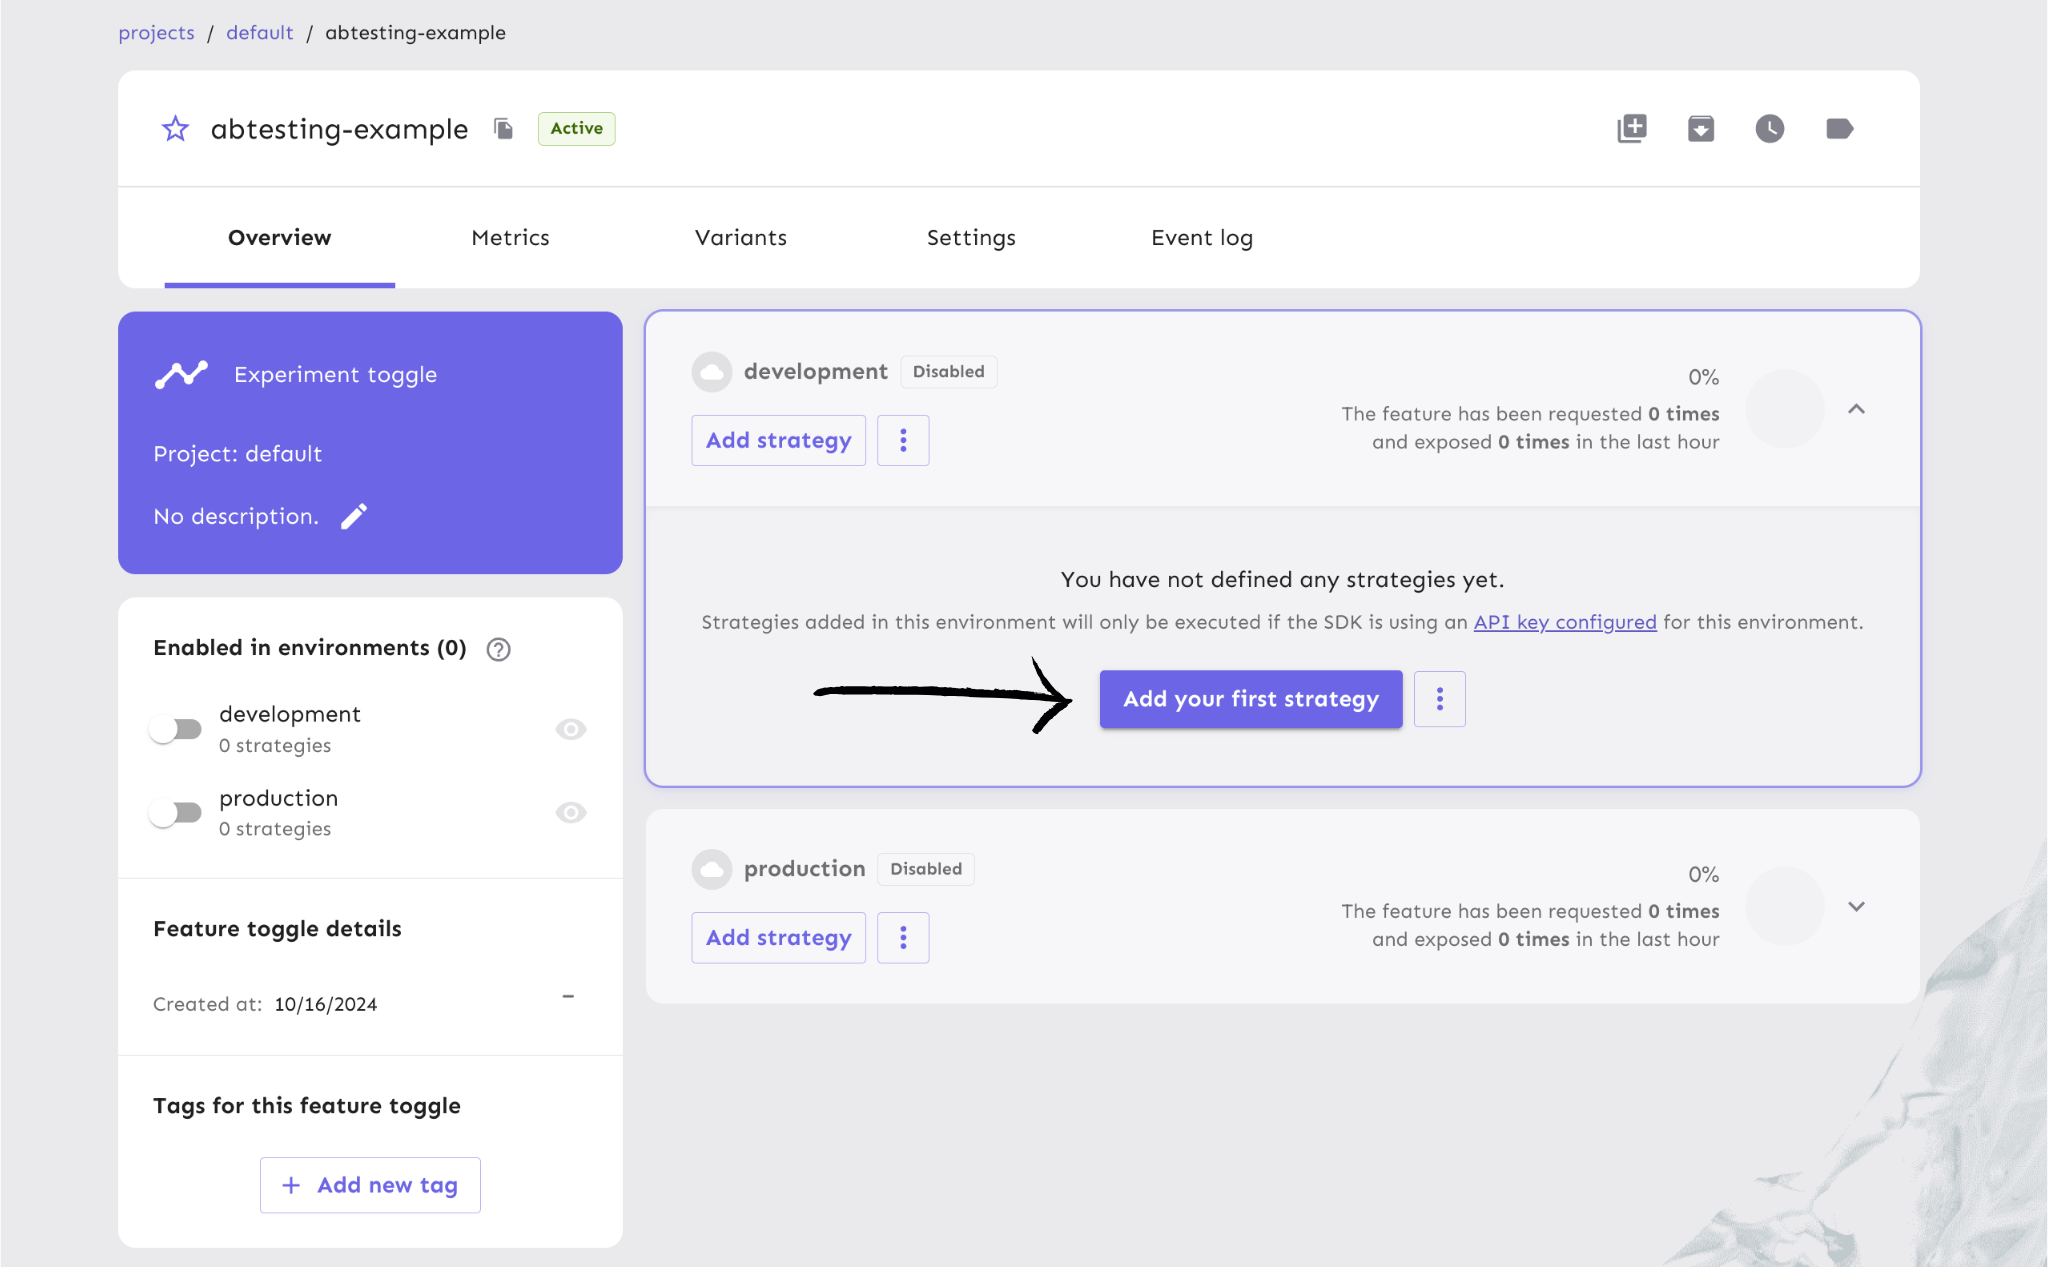 projects / default / abtesting-example
abtesting-example
Active
Overview
Metrics
Variants
Settings
Event log
Experiment toggle
Project: default
No description.
Enabled in environments (0)
development
0 strategies
production
0 strategies
Feature toggle details
Created at: 10/16/2024
-
Tags for this feature toggle
+ Add new tag
development Disabled
Add strategy
0%
The feature has been requested 0 times
and exposed 0 times in the last hour
You have not defined any strategies yet.
Strategies added in this environment will only be executed if the SDK is using an API key configured for this environment.
Add your first strategy
production Disabled
Add strategy
0%
The feature has been requested 0 times
and exposed 0 times in the last hour